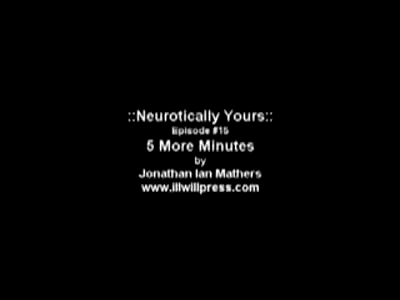 ::Neurotically Yours::
Episode #15
5 More Minutes
by
Jonathan Ian Mathers
www.illwillpress.com